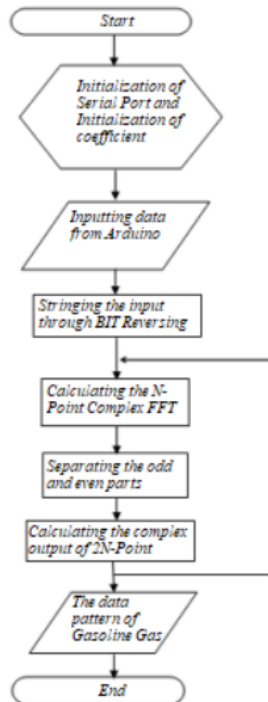 Start
Initialization of
Serial Port and
Initialization of
coefficient
Inputting data
from Arduino
Stringing the input
through BIT Reversing
Calculating the N-
Point Complex FFT
Separating the odd
and even parts
Calculating the complex
output of 2N-Point
The data
pattern of
Gasoline Gas
End